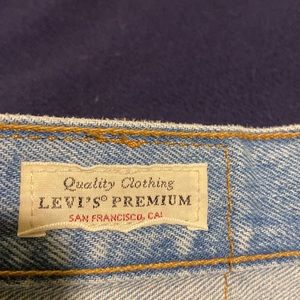 Quality Clothing
LEVI'S® PREMIUM
SAN FRANCISCO, CAL